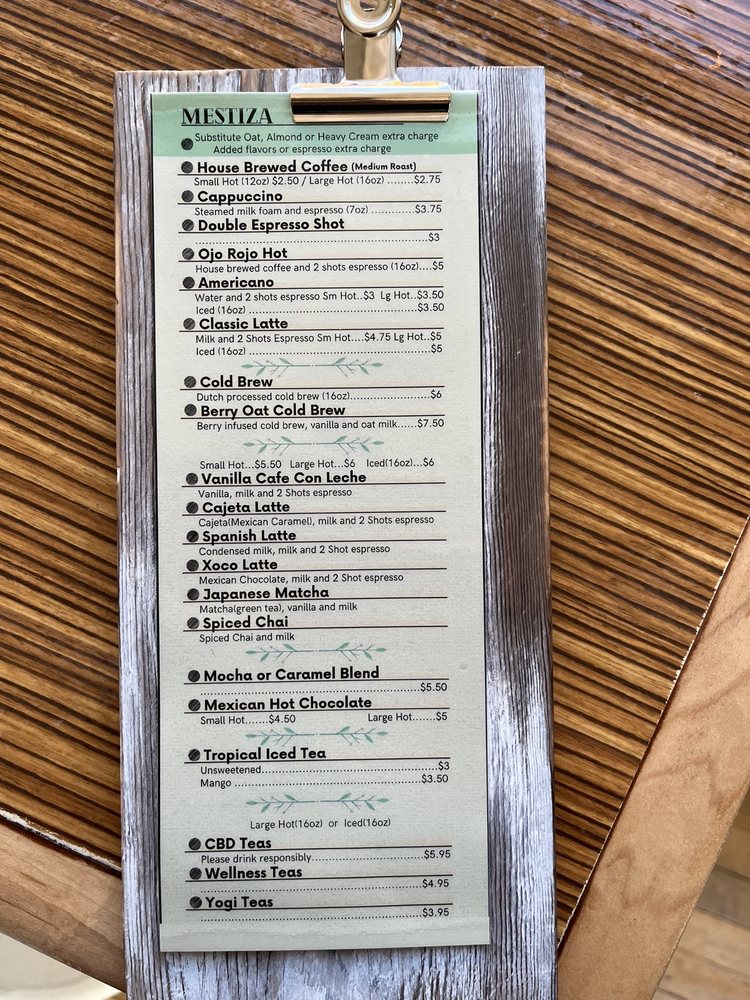 MESTIZA
Substitute Oat, Almond or Heavy Cream extra charge
Added flavors or espresso extra charge
House Brewed Coffee (Medium Roast)
Small Hot (12oz) $2.50 / Large Hot (16oz) .......$2.75
Cappuccino
Steamed milk foam and espresso (7oz) ............$3.75
Double Espresso Shot
................................................................$3
Ojo Rojo Hot
House brewed coffee and 2 shots espresso (16oz)....$5
Americano
Water and 2 shots espresso Sm Hot..$3 Lg Hot..$3.50
Iced (16oz) ..............................................$3.50
Classic Latte
Milk and 2 Shots Espresso Sm Hot....$4.75 Lg Hot..$5
Iced (16oz) ..................................................$5
Cold Brew
Dutch processed cold brew (16oz)......................$6
Berry Oat Cold Brew
Berry infused cold brew, vanilla and oat milk......$7.50
Small Hot...$5.50 Large Hot...$6 Iced(16oz)...$6
Vanilla Cafe Con Leche
Vanilla, milk and 2 Shots espresso
Cajeta Latte
Cajeta(Mexican Caramel), milk and 2 Shots espresso
Spanish Latte
Condensed milk, milk and 2 Shot espresso
Xoco Latte
Mexican Chocolate, milk and 2 Shot espresso
Japanese Matcha
Matcha(green tea), vanilla and milk
Spiced Chai
Spiced Chai and milk
Mocha or Caramel Blend
............................................................$5.50
Mexican Hot Chocolate
Small Hot.......$4.50 Large Hot.......$5
Tropical Iced Tea
Unsweetened................................................$3
Mango ..................................................$3.50
Large Hot(16oz) or Iced(16oz)
CBD Teas
Please drink responsibly..............................$5.95
Wellness Teas
............................................................$4.95
Yogi Teas
............................................................$3.95